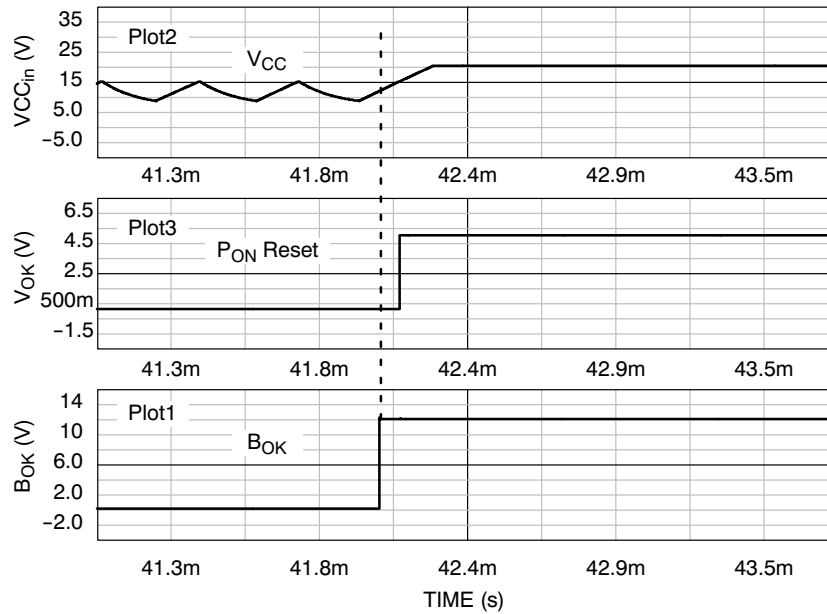 35
25
15
5.0
−5.0
VCCin (V)
Plot2
VCC
41.3m
41.8m
42.4m
42.9m
43.5m
6.5
4.5
2.5
500m
−1.5
VOK (V)
Plot3
PON Reset
41.3m
41.8m
42.4m
42.9m
43.5m
14
10
6.0
2.0
−2.0
BOK (V)
Plot1
BOK
41.3m
41.8m
42.4m
42.9m
43.5m
TIME (s)